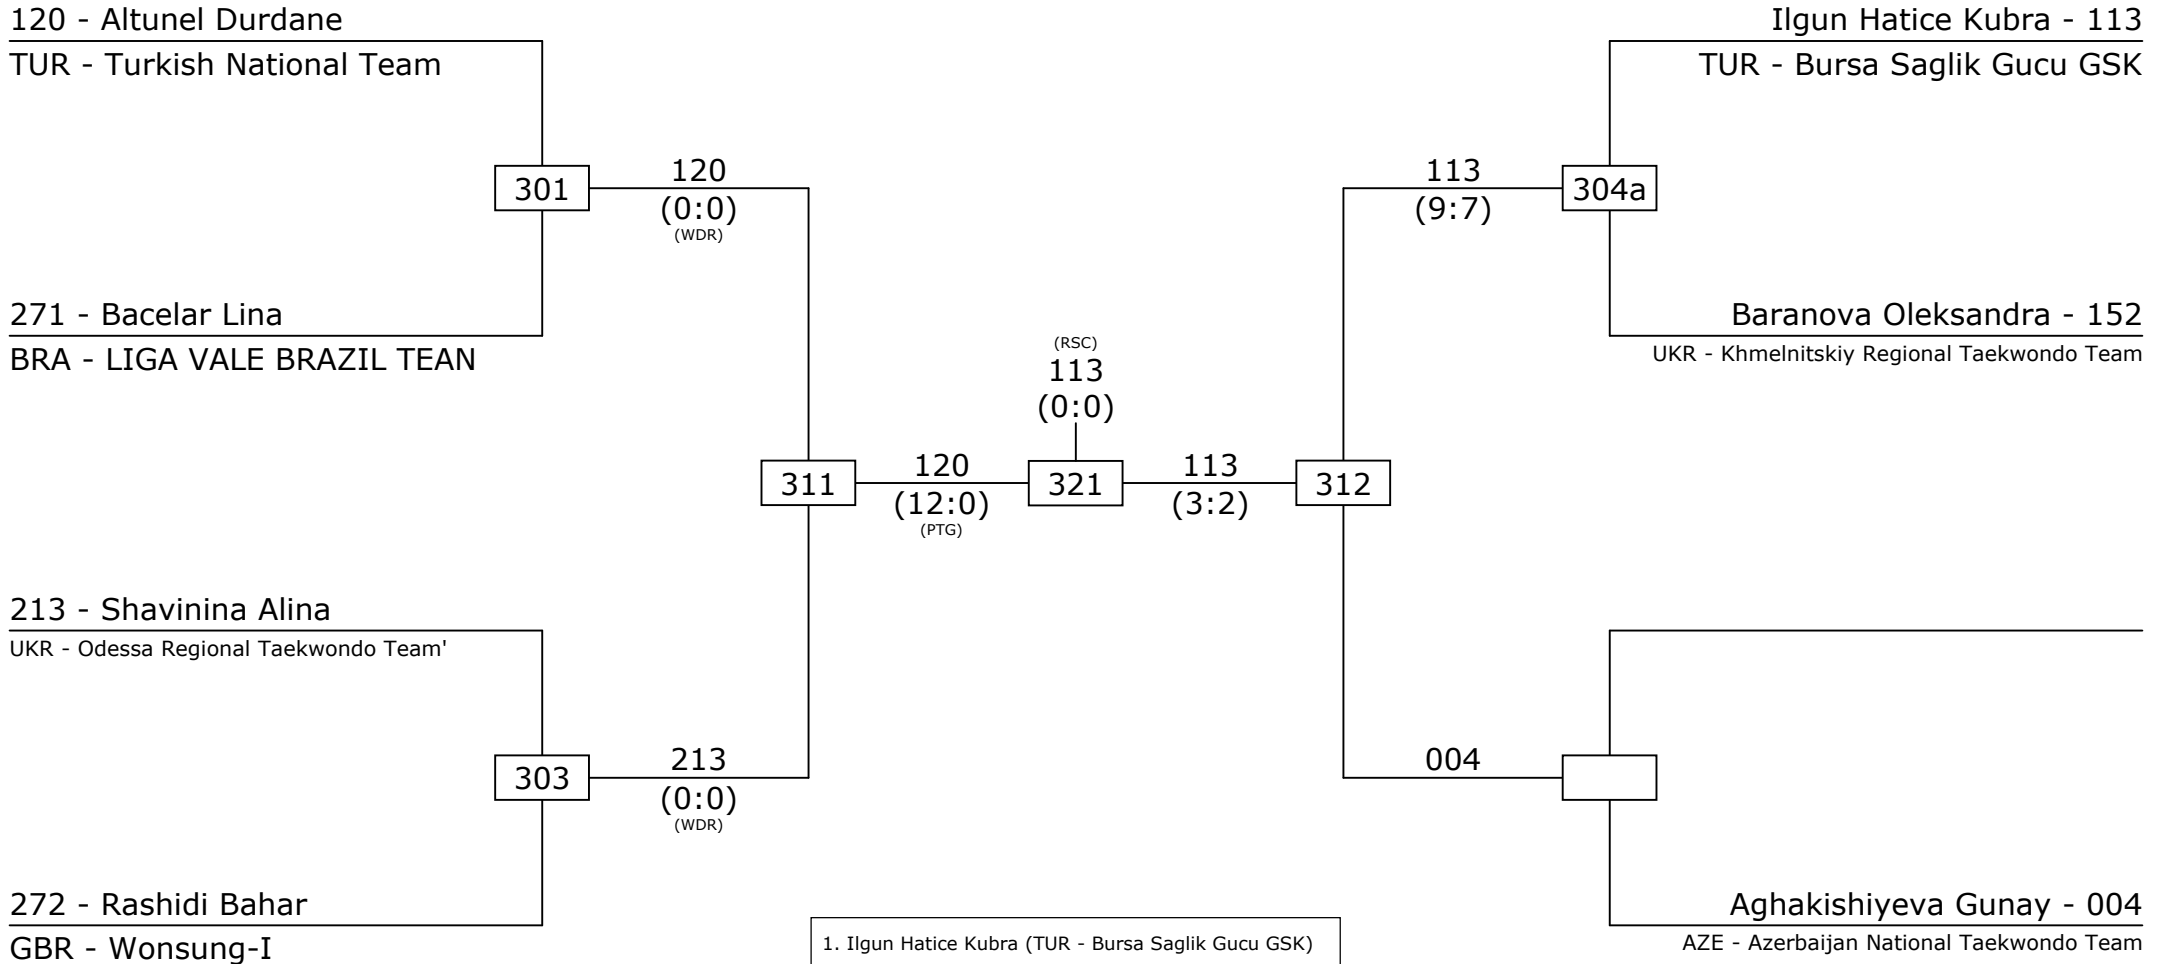 120 - Altunel Durdane
TUR - Turkish National Team
301
120
(0:0)
(WDR)
271 - Bacelar Lina
BRA - LIGA VALE BRAZIL TEAN
311
120
(12:0)
(PTG)
213 - Shavinina Alina
UKR - Odessa Regional Taekwondo Team'
303
213
(0:0)
(WDR)
272 - Rashidi Bahar
GBR - Wonsung-I
(RSC)
113
(0:0)
321
113
(3:2)
312
Ilgun Hatice Kubra - 113
TUR - Bursa Saglik Gucu GSK
113
(9:7)
304a
Baranova Oleksandra - 152
UKR - Khmelnitskiy Regional Taekwondo Team
004
Aghakishiyeva Gunay - 004
AZE - Azerbaijan National Taekwondo Team
1. Ilgun Hatice Kubra (TUR - Bursa Saglik Gucu GSK)